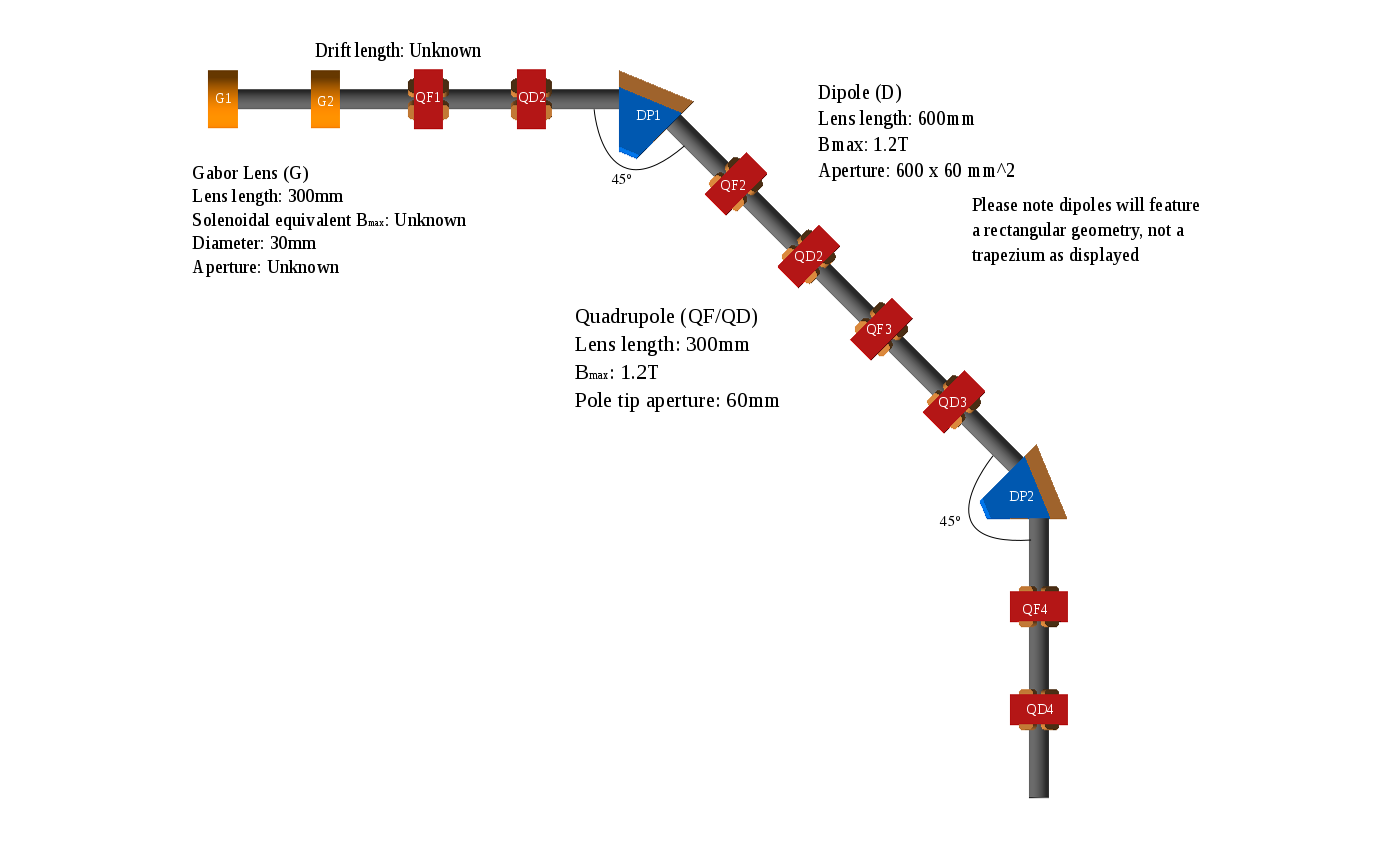 Drift length: Unknown
G1
G2
QF1
QD2
DP1
Dipole (D)
Lens length: 600mm
Bmax: 1.2T
Aperture: 600 x 60 mm^2
Gabor Lens (G)
Lens length: 300mm
Solenoidal equivalent Bmax: Unknown
Diameter: 30mm
Aperture: Unknown
45º
QF2
Please note dipoles will feature
a rectangular geometry, not a
trapezium as displayed
QD2
Quadrupole (QF/QD)
Lens length: 300mm
Bmax: 1.2T
Pole tip aperture: 60mm
QF3
QD3
DP2
45º
QF4
QD4